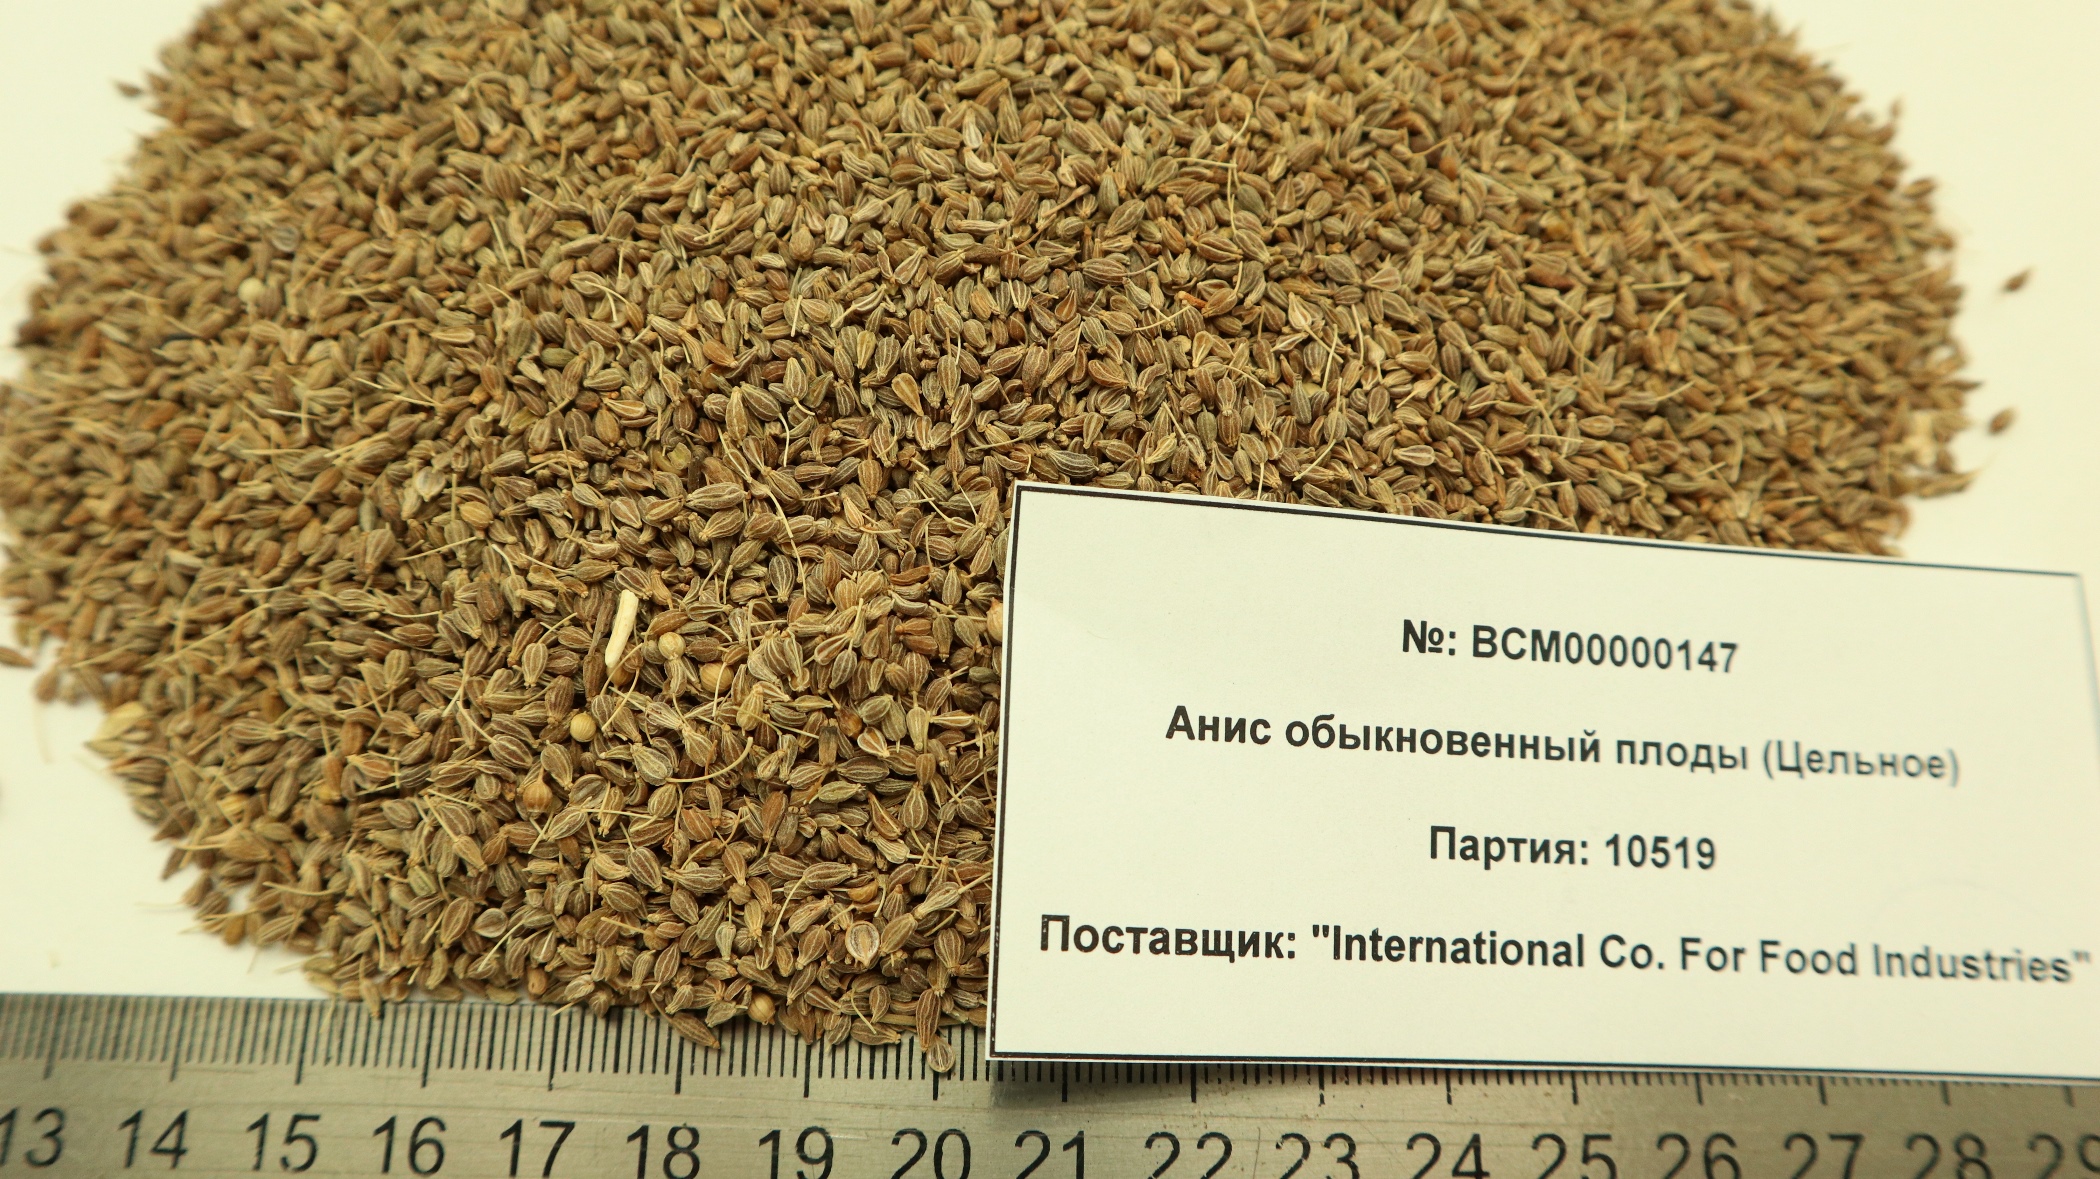 №: BCM00000147
Анис обыкновенный плоды (Цельное)
Партия: 10519
Поставщик: "International Co. For Food Industries"
13 14 15 16 17 18 19 20 21 22 23 24 25 26 27 28 29